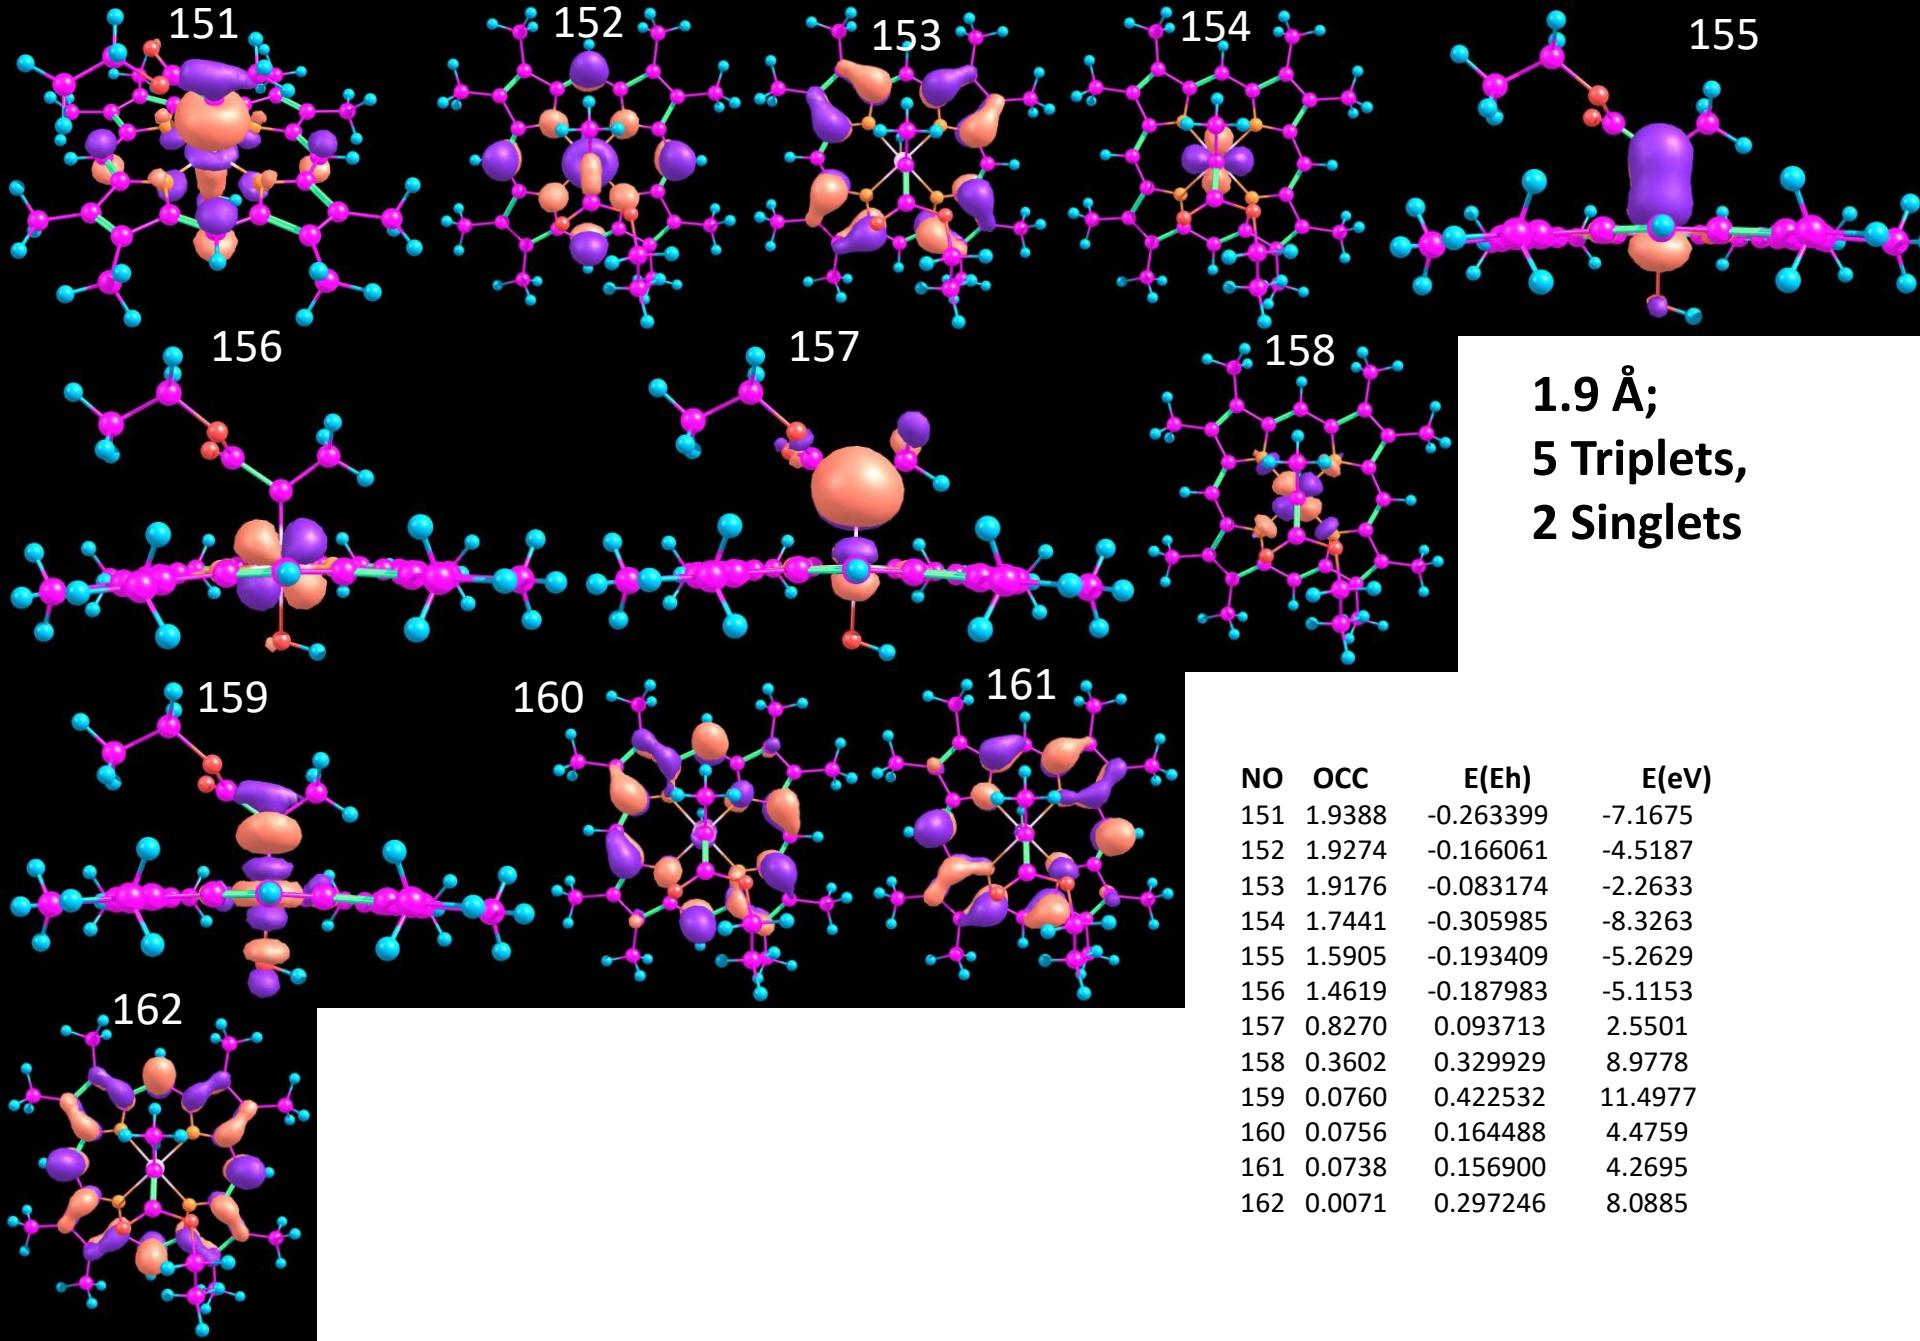 151
152
153
154
155
156
157
158
1.9 Å;
5 Triplets,
2 Singlets
159
160
161
NO OCC E(Eh) E(eV)
151 1.9388 -0.263399 -7.1675
152 1.9274 -0.166061 -4.5187
153 1.9176 -0.083174 -2.2633
154 1.7441 -0.305985 -8.3263
155 1.5905 -0.193409 -5.2629
156 1.4619 -0.187983 -5.1153
157 0.8270 0.093713 2.5501
158 0.3602 0.329929 8.9778
159 0.0760 0.422532 11.4977
160 0.0756 0.164488 4.4759
161 0.0738 0.156900 4.2695
162 0.0071 0.297246 8.0885
162